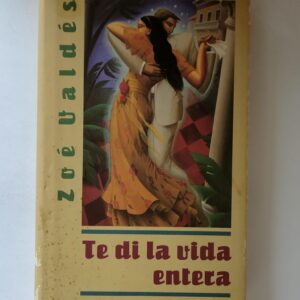 Zoé Valdés
Te di la vida
entera